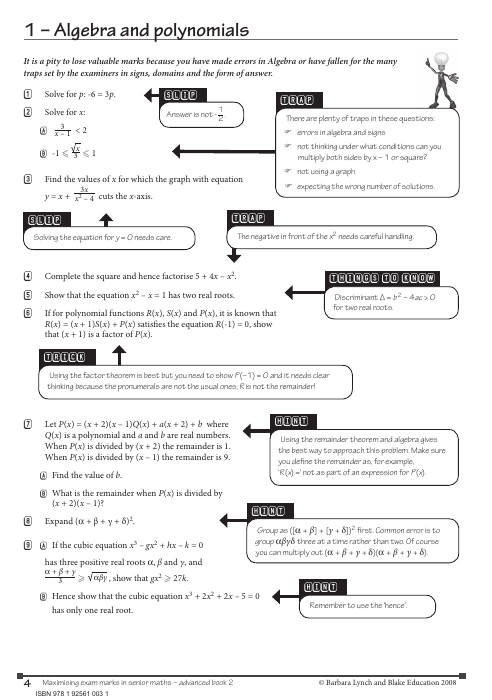 1 – Algebra and polynomials
It is a pity to lose valuable marks because you have made errors in Algebra or have fallen for the many
traps set by the examiners in signs, domains and the form of answer.
1 Solve for p: -6 = 3p.
SLIP
Answer is not -1/2.
2 Solve for x:
A 3/(x – 1) < 2
B -1 ⩽ √x/3 ⩽ 1
TRAP
There are plenty of traps in these questions:
☞ errors in algebra and signs
☞ not thinking under what conditions can you
multiply both sides by x – 1 or square?
☞ not using a graph
☞ expecting the wrong number of solutions.
3 Find the values of x for which the graph with equation
y = x + 3x/(x² – 4) cuts the x-axis.
SLIP
Solving the equation for y = 0 needs care.
TRAP
The negative in front of the x² needs careful handling.
4 Complete the square and hence factorise 5 + 4x – x².
5 Show that the equation x² – x = 1 has two real roots.
THINGS TO KNOW
Discriminant Δ = b² – 4ac > 0
for two real roots.
6 If for polynomial functions R(x), S(x) and P(x), it is known that
R(x) = (x + 1)S(x) + P(x) satisfies the equation R(-1) = 0, show
that (x + 1) is a factor of P(x).
TRICK
Using the factor theorem is best but you need to show P(–1) = 0 and it needs clear
thinking because the pronumerals are not the usual ones; R is not the remainder!
7 Let P(x) = (x + 2)(x – 1)Q(x) + a(x + 2) + b where
Q(x) is a polynomial and a and b are real numbers.
When P(x) is divided by (x + 2) the remainder is 1.
When P(x) is divided by (x – 1) the remainder is 9.
A Find the value of b.
B What is the remainder when P(x) is divided by
(x + 2)(x – 1)?
HINT
Using the remainder theorem and algebra gives
the best way to approach this problem. Make sure
you define the remainder as, for example,
'R(x) =' not as part of an expression for P(x).
8 Expand (α + β + γ + δ)².
HINT
Group as ([α + β] + [γ + δ])² first. Common error is to
group αβγδ three at a time rather than two. Of course
you can multiply out (α + β + γ + δ)(α + β + γ + δ).
9 A If the cubic equation x³ – gx² + hx – k = 0
has three positive real roots α, β and γ, and
(α + β + γ)/3 ⩾ ∛αβγ, show that gx² ⩾ 27k.
B Hence show that the cubic equation x³ + 2x² + 2x – 5 = 0
has only one real root.
HINT
Remember to use the 'hence'.
4 Maximising exam marks in senior maths – advanced book 2
© Barbara Lynch and Blake Education 2008
ISBN 978 1 92561 003 1